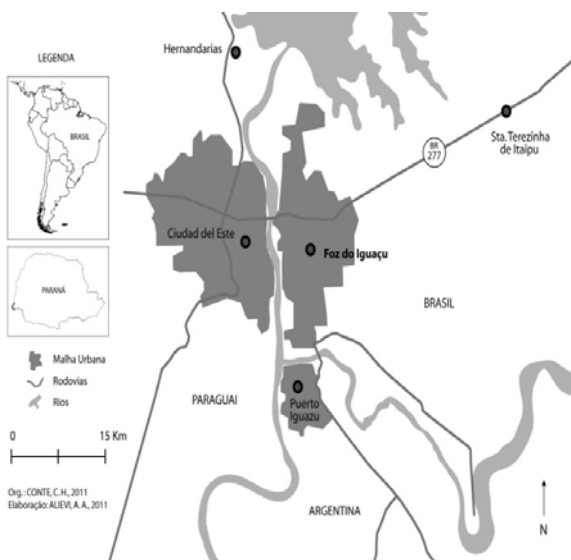 LEGENDA
BRASIL
PARANÁ
Malha Urbana
Rodovias
Rios
0 15 Km
Org.: CONTE, C. H., 2011
Elaboração: ALIEVI, A. A., 2011
Hernandarias
Sta. Terezinha
de Itaipu
BR
277
Ciudad del Este
Foz do Iguaçu
BRASIL
PARAGUAI
Puerto
Iguazu
ARGENTINA
N